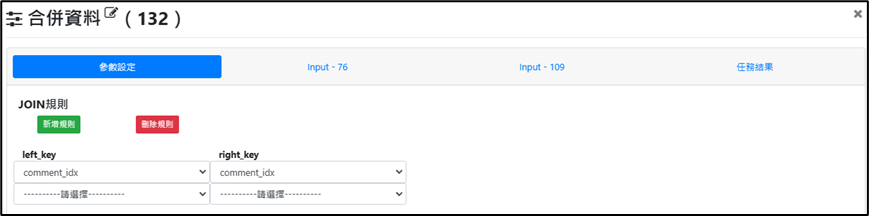 合併資料 ( 132 )
×
參數設定 Input - 76 Input - 109 任務結果
JOIN規則
新增規則 刪除規則
left_key right_key
comment_idx comment_idx
----------請選擇---------- ----------請選擇----------